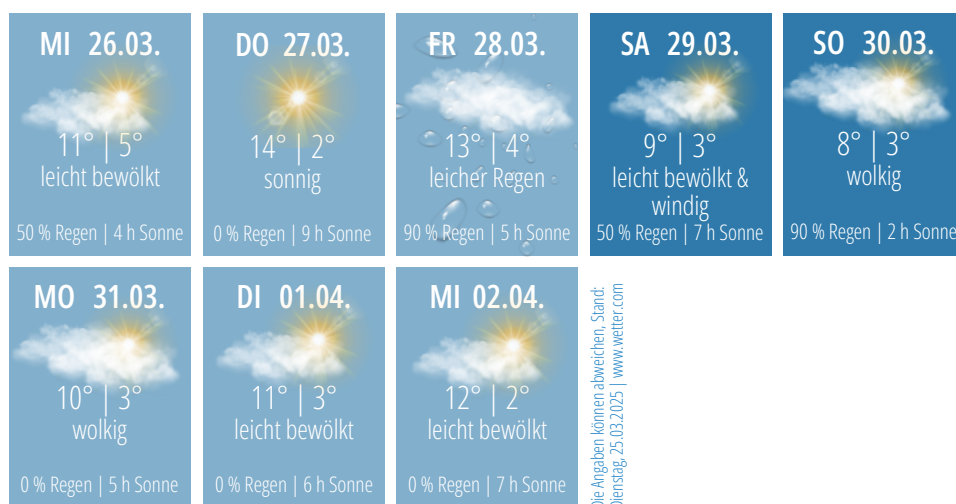 MI 26.03.
11° | 5°
leicht bewölkt
50 % Regen | 4 h Sonne
DO 27.03.
14° | 2°
sonnig
0 % Regen | 9 h Sonne
FR 28.03.
13° | 4°
leicher Regen
90 % Regen | 5 h Sonne
SA 29.03.
9° | 3°
leicht bewölkt &
windig
50 % Regen | 7 h Sonne
SO 30.03.
8° | 3°
wolkig
90 % Regen | 2 h Sonne
MO 31.03.
10° | 3°
wolkig
0 % Regen | 5 h Sonne
DI 01.04.
11° | 3°
leicht bewölkt
0 % Regen | 6 h Sonne
MI 02.04.
12° | 2°
leicht bewölkt
0 % Regen | 7 h Sonne
Die Angaben können abweichen, Stand:
Dienstag, 25.03.2025 | www.wetter.com